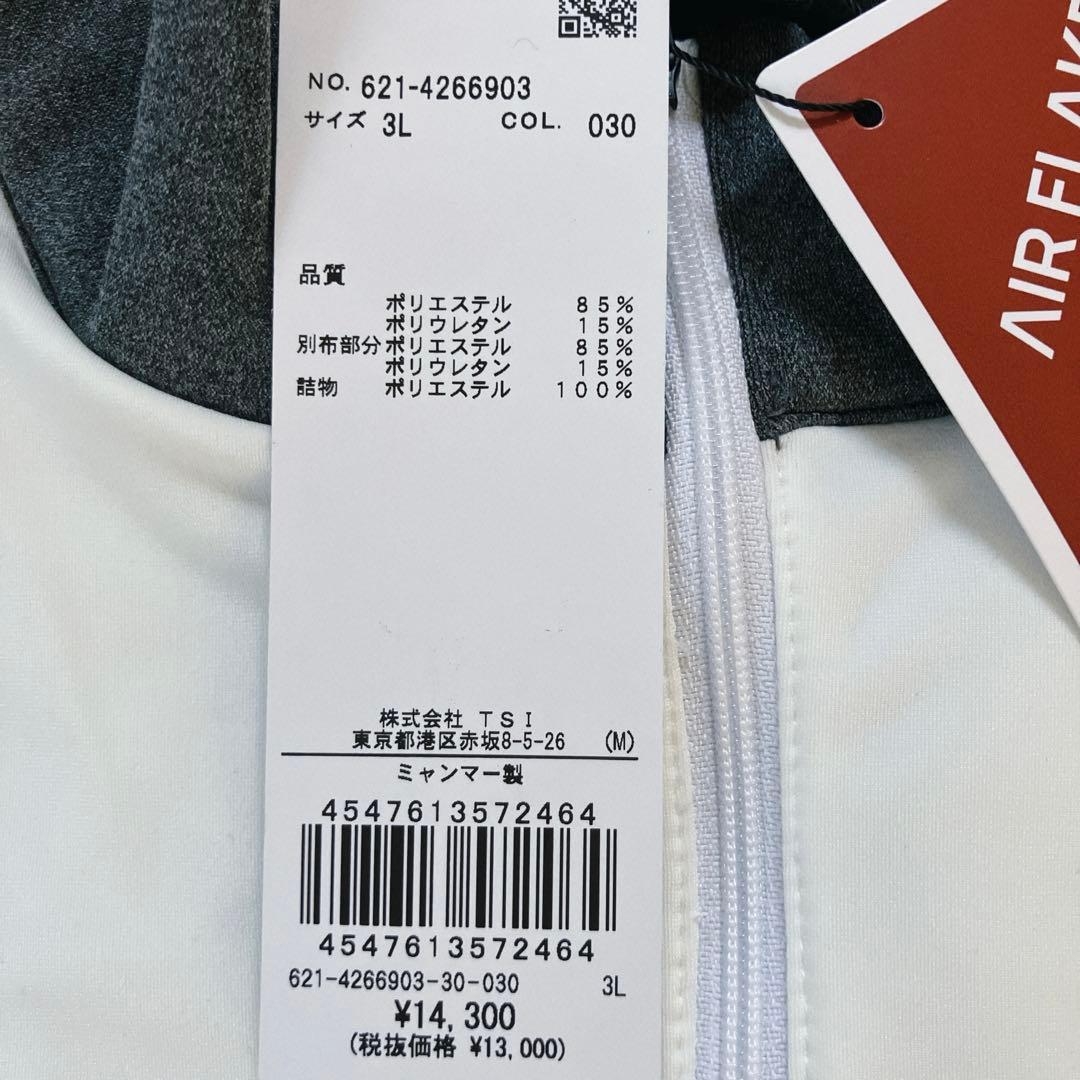 NO. 621-4266903
サイズ 3L COL. 030
品質
ポリエステル 85%
ポリウレタン 15%
別布部分 ポリエステル 85%
ポリウレタン 15%
詰物 ポリエステル 100%
株式会社 TSI
東京都港区赤坂8-5-26 (M)
ミャンマー製
4547613572464
4547613572464
621-4266903-30-030 3L
¥14,300
(税抜価格 ¥13,000)
AIR FLAKE